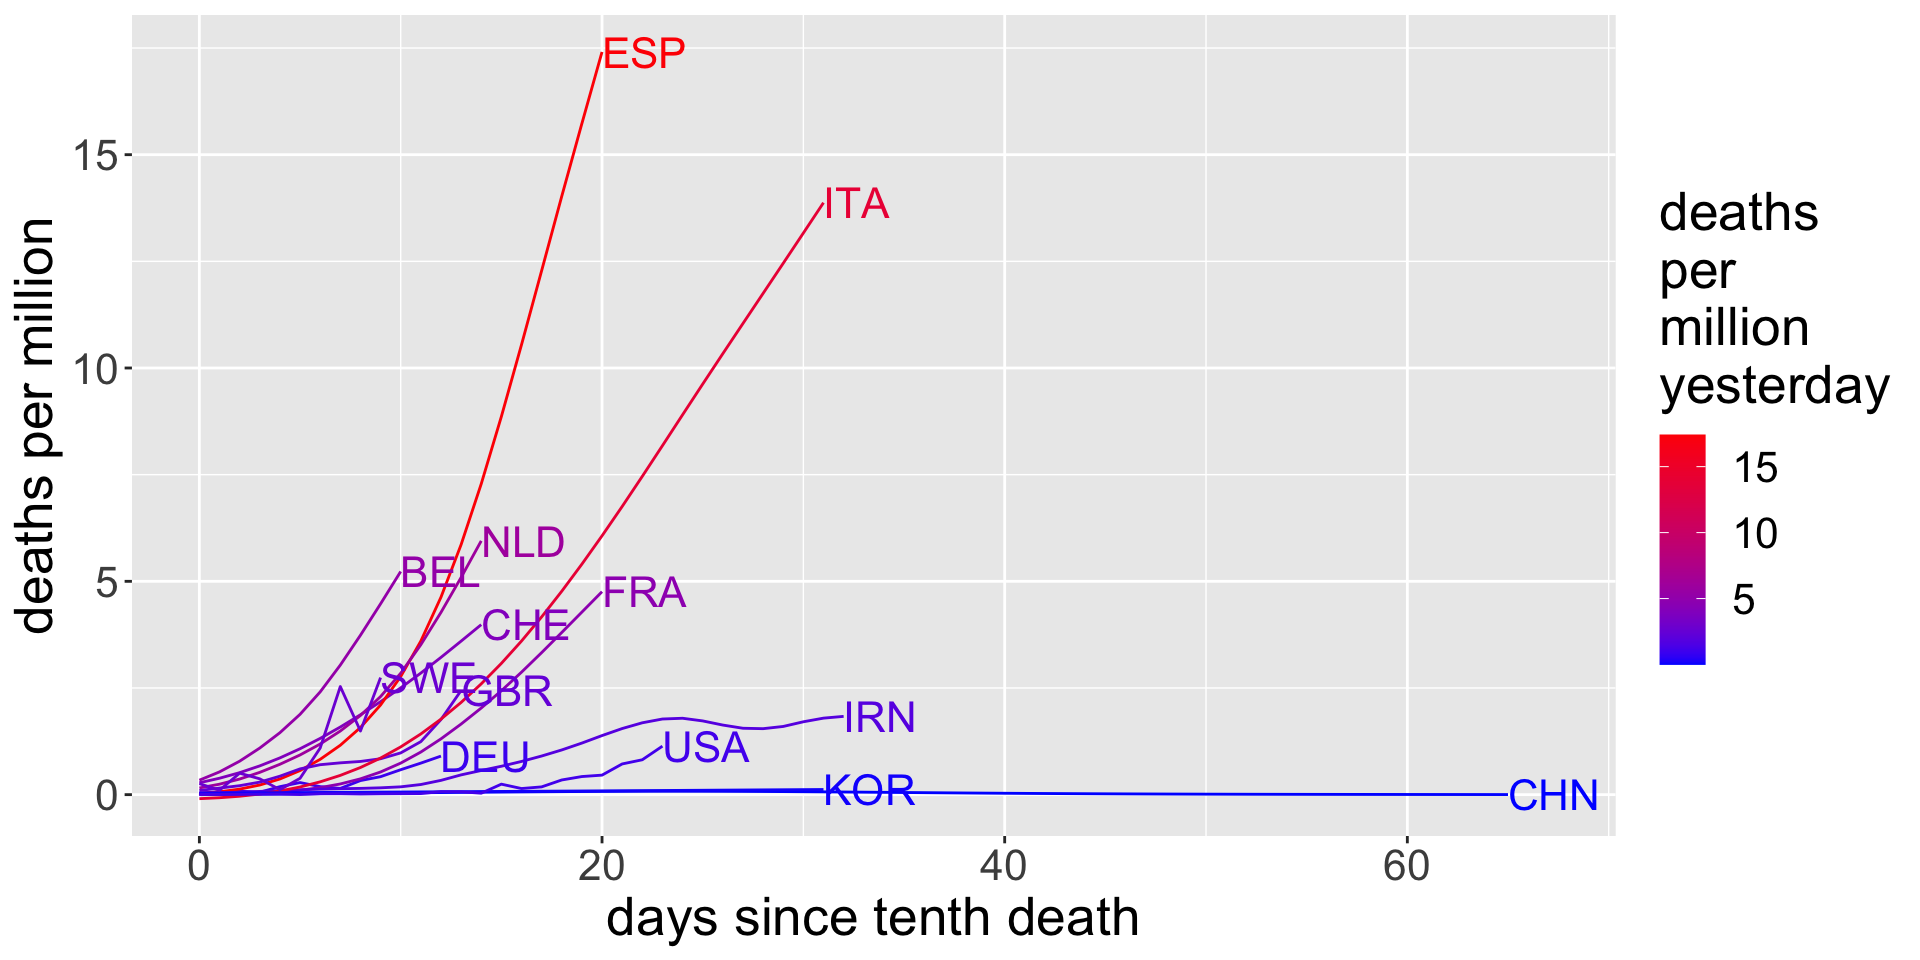 ESP
15
ITA
deaths per million
10
NLD
BEL
5
FRA
CHE
SWE
GBR
IRN
USA
DEU
KOR
CHN
0
0
20
40
60
days since tenth death
deaths
per
million
yesterday
15
10
5